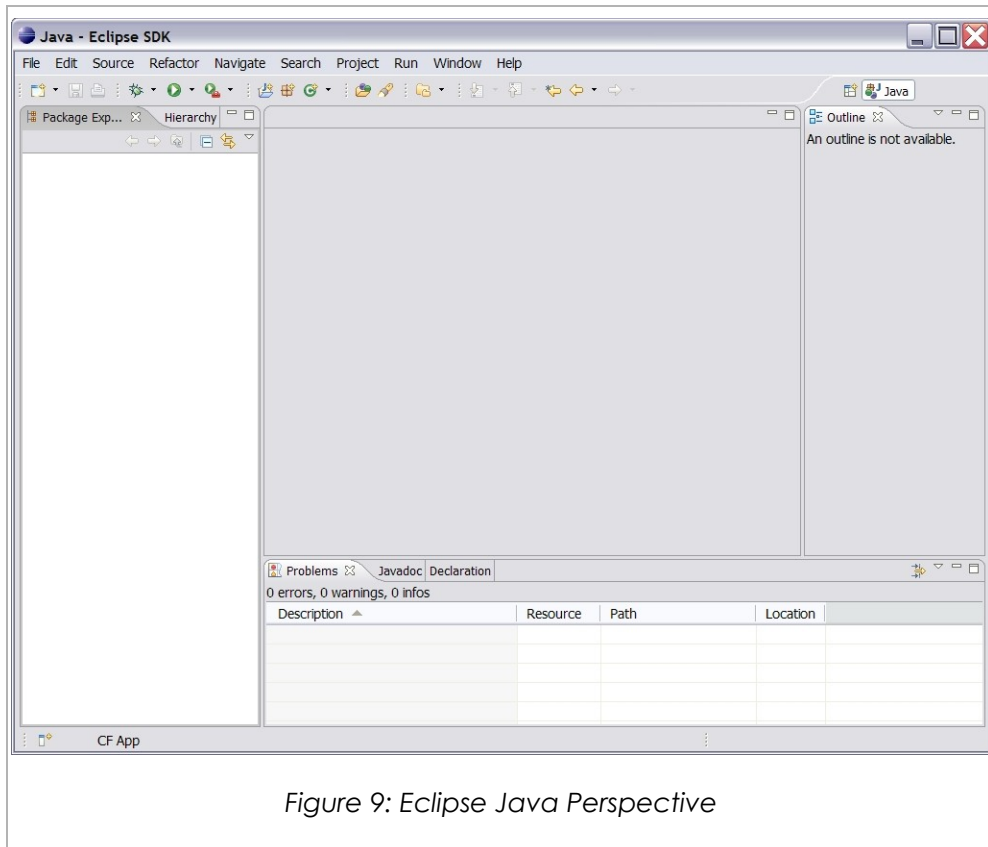 Java - Eclipse SDK
File Edit Source Refactor Navigate Search Project Run Window Help
Java
Package Exp... Hierarchy
Outline
An outline is not available.
Problems Javadoc Declaration
0 errors, 0 warnings, 0 infos
Description Resource Path Location
CF App
Figure 9: Eclipse Java Perspective